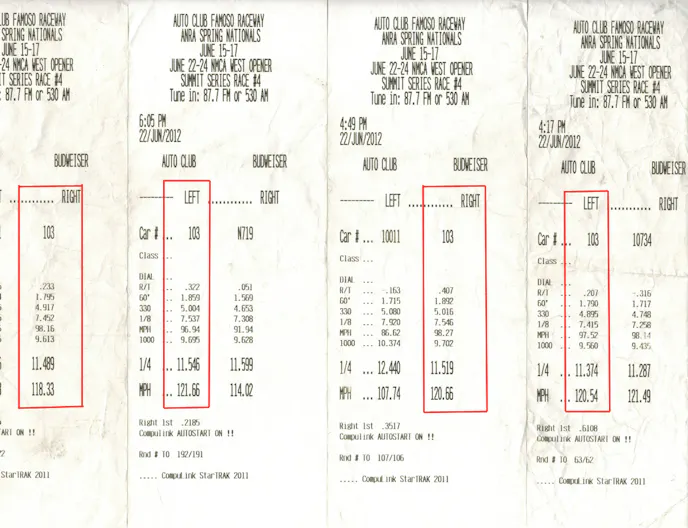 LUB FAMOSO RACEWAY
SPRING NATIONALS
JUNE 15-17
-24 NMCA WEST OPENER
IT SERIES RACE #4
: 87.7 FM or 530 AM
BUDWEISER
............ RIGHT
103
.233
1.795
4.917
7.452
98.16
9.613
11.489
118.33
TART ON !!
StarTRAK 2011
AUTO CLUB FAMOSO RACEWAY
ANRA SPRING NATIONALS
JUNE 15-17
JUNE 22-24 NMCA WEST OPENER
SUMMIT SERIES RACE #4
Tune in: 87.7 FM or 530 AM
6:05 PM
22/JUN/2012
AUTO CLUB BUDWEISER
--------- LEFT ............ RIGHT
Car # .. 103 N719
Class ..
DIAL ..
R/T .. .322 .051
60' .. 1.859 1.569
330 .. 5.004 4.653
1/8 .. 7.537 7.308
MPH .. 96.94 91.94
1000 .. 9.695 9.628
1/4 .. 11.546 11.599
MPH .. 121.66 114.02
Right 1st .2185
Compulink AUTOSTART ON !!
Rnd # TO 192/191
..... CompuLink StarTRAK 2011
AUTO CLUB FAMOSO RACEWAY
ANRA SPRING NATIONALS
JUNE 15-17
JUNE 22-24 NMCA WEST OPENER
SUMMIT SERIES RACE #4
Tune in: 87.7 FM or 530 AM
4:49 PM
22/JUN/2012
AUTO CLUB BUDWEISER
--------- LEFT ............ RIGHT
Car # ... 10011 103
Class ...
DIAL ...
R/T ... -.163 .407
60' ... 1.715 1.892
330 ... 5.080 5.016
1/8 ... 7.920 7.546
MPH ... 86.62 98.27
1000 ... 10.374 9.702
1/4 ... 12.440 11.519
MPH ... 107.74 120.66
Right 1st .3517
Compulink AUTOSTART ON !!
Rnd # TO 107/106
..... CompuLink StarTRAK 2011
AUTO CLUB FAMOSO RACEWAY
ANRA SPRING NATIONALS
JUNE 15-17
JUNE 22-24 NMCA WEST OPENER
SUMMIT SERIES RACE #4
Tune in: 87.7 FM or 530 AM
4:17 PM
22/JUN/2012
AUTO CLUB BUDWEISER
--------- LEFT ............ RIGHT
Car # ... 103 10734
Class ...
DIAL ...
R/T ... .207 -.316
60' ... 1.790 1.717
330 ... 4.895 4.748
1/8 ... 7.415 7.258
MPH ... 97.52 98.14
1000 ... 9.560 9.435
1/4 ... 11.374 11.287
MPH ... 120.54 121.49
Right 1st .6108
Compulink AUTOSTART ON !!
Rnd # TO 63/62
..... CompuLink StarTRAK 2011